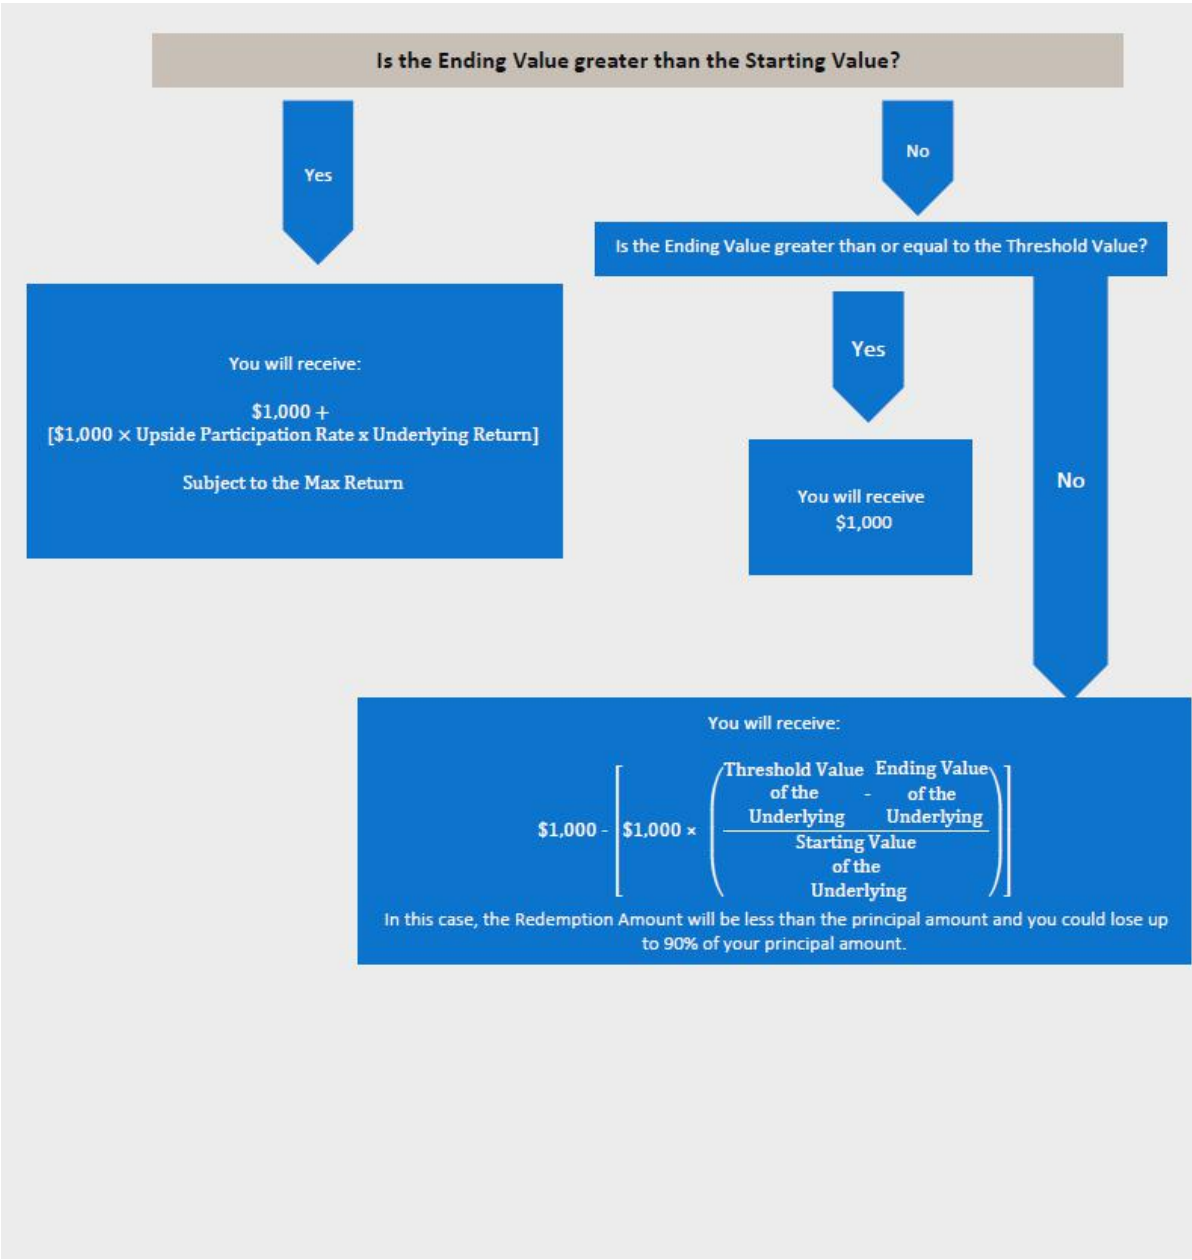 Is the Ending Value greater than the Starting Value?
Yes
No
Is the Ending Value greater than or equal to the Threshold Value?
You will receive:
$1,000 +
[$1,000 × Upside Participation Rate x Underlying Return]
Subject to the Max Return
Yes
You will receive
$1,000
No
You will receive:
$1,000 - [$1,000 × (
Threshold Value Ending Value
of the - of the
Underlying Underlying
Starting Value
of the
Underlying
)]
In this case, the Redemption Amount will be less than the principal amount and you could lose up
to 90% of your principal amount.